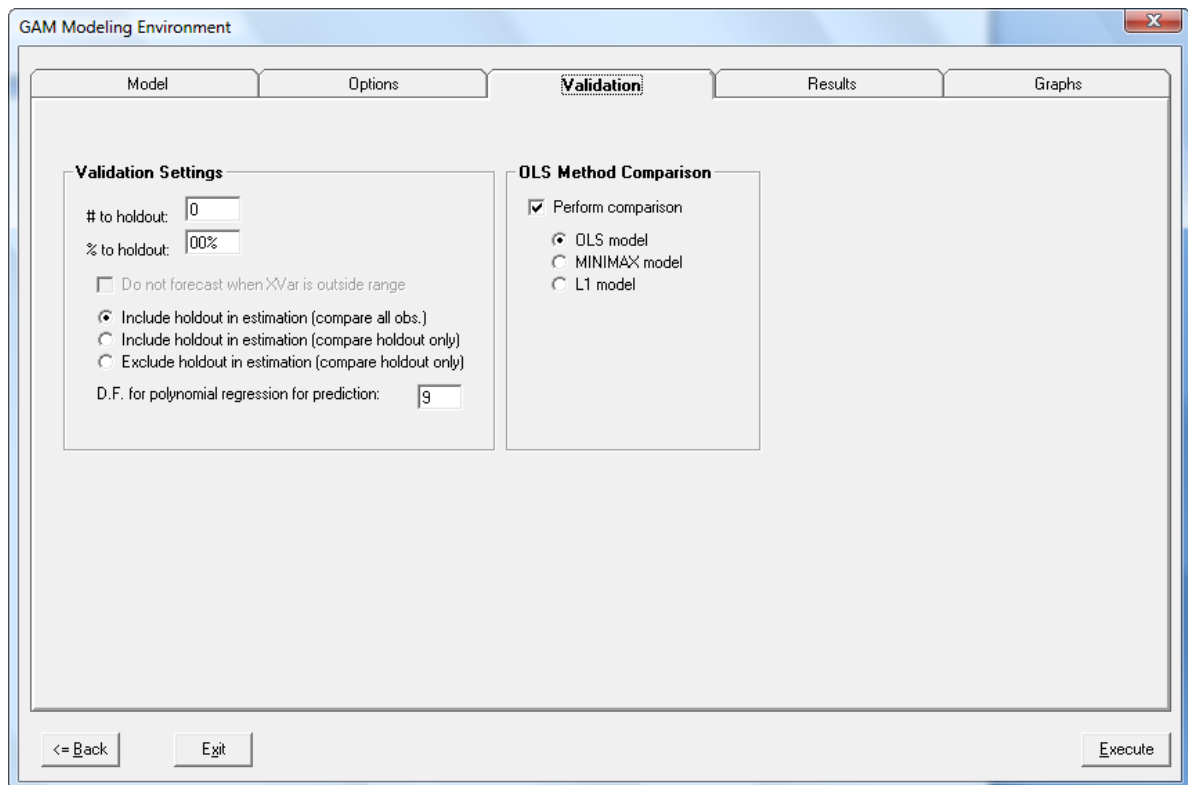 GAM Modeling Environment
Model Options Validation Results Graphs
Validation Settings
# to holdout: 0
% to holdout: 00%
Do not forecast when XVar is outside range
Include holdout in estimation (compare all obs.)
Include holdout in estimation (compare holdout only)
Exclude holdout in estimation (compare holdout only)
D.F. for polynomial regression for prediction: 9
OLS Method Comparison
Perform comparison
OLS model
MINIMAX model
L1 model
<= Back Exit Execute